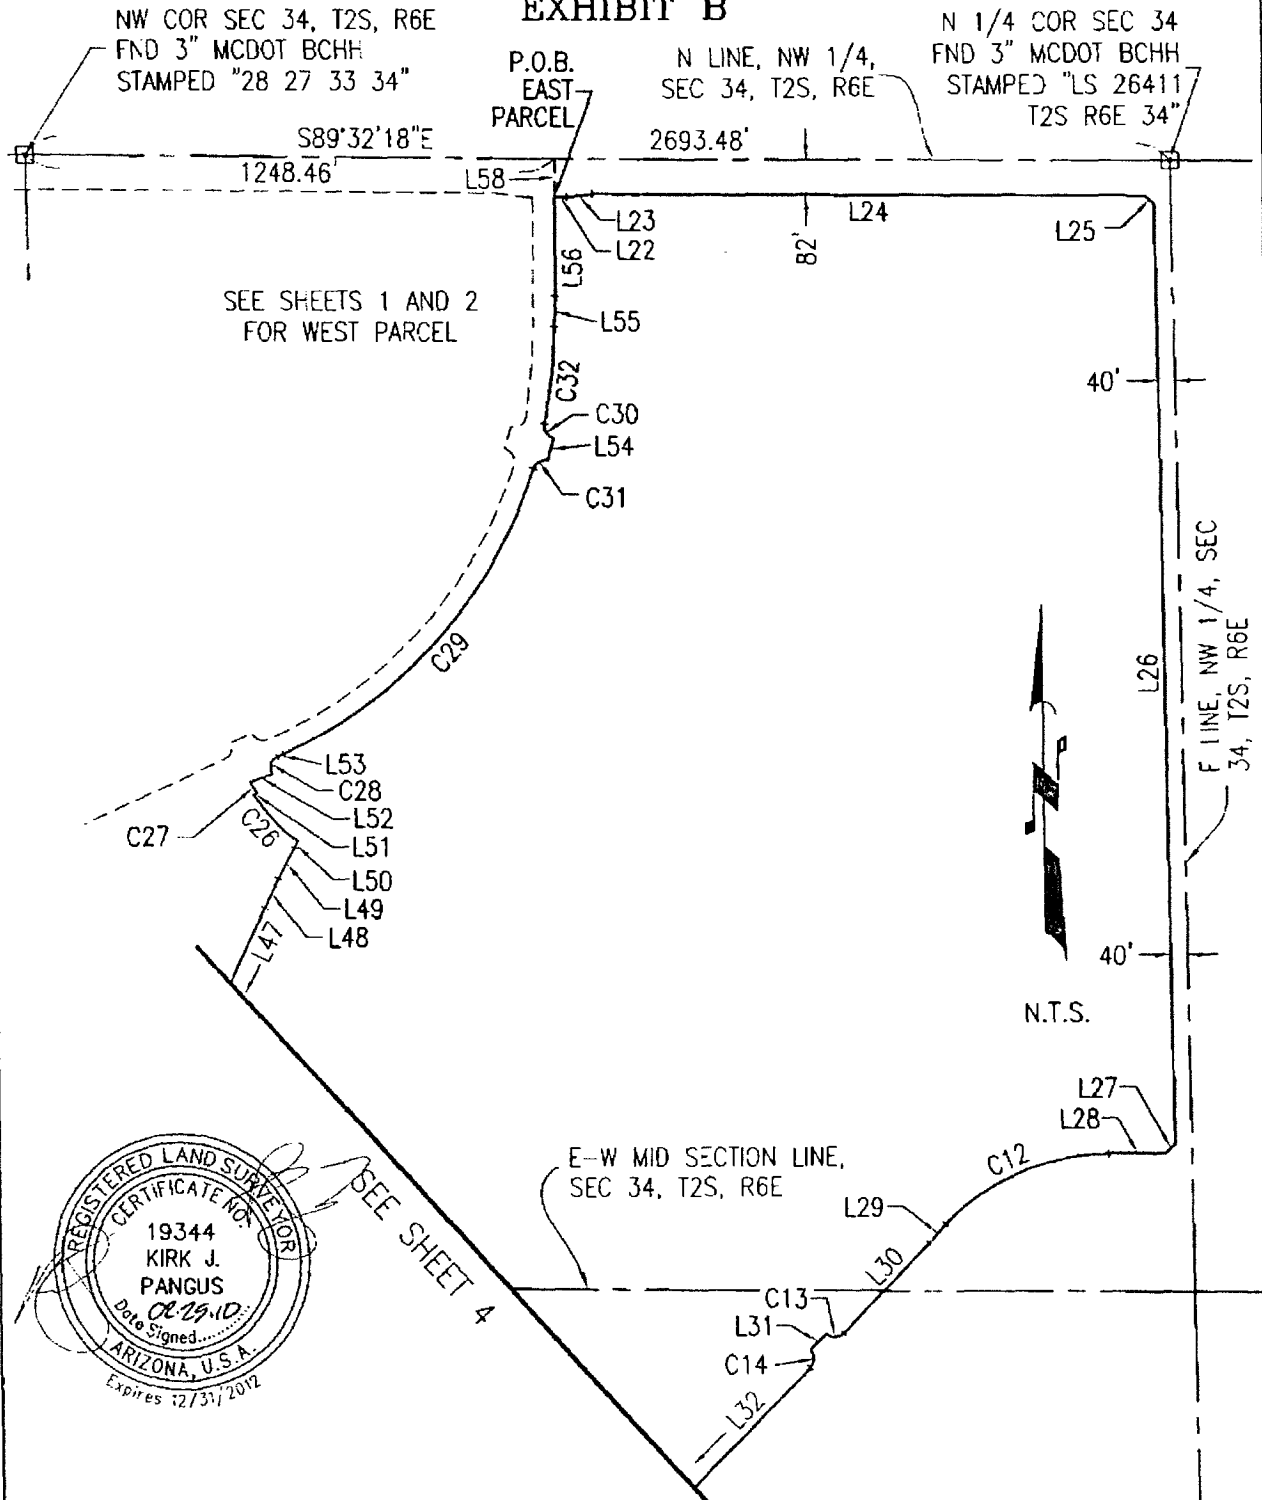 EXHIBIT B
NW COR SEC 34, T2S, R6E
FND 3" MCDOT BCHH
STAMPED "28 27 33 34"
P.O.B.
EAST
PARCEL
N LINE, NW 1/4,
SEC 34, T2S, R6E
N 1/4 COR SEC 34
FND 3" MCDOT BCHH
STAMPED "LS 26411
T2S R6E 34"
S89°32'18"E
2693.48'
1248.46'
L58
L23
L22
L24
L25
82'
L56
SEE SHEETS 1 AND 2
FOR WEST PARCEL
L55
C32
40'
C30
L54
C31
C29
L26
E LINE, NW 1/4, SEC
34, T2S, R6E
L53
C28
L52
C27
C26
L51
L50
L49
L48
L47
40'
N.T.S.
L27
L28
C12
E-W MID SECTION LINE,
SEC 34, T2S, R6E
L29
L30
C13
L31
C14
L32
SEE SHEET 4
REGISTERED LAND SURVEYOR
CERTIFICATE NO.
19344
KIRK J.
PANGUS
Date Signed
ARIZONA, U.S.A.
Expires 12/31/2012